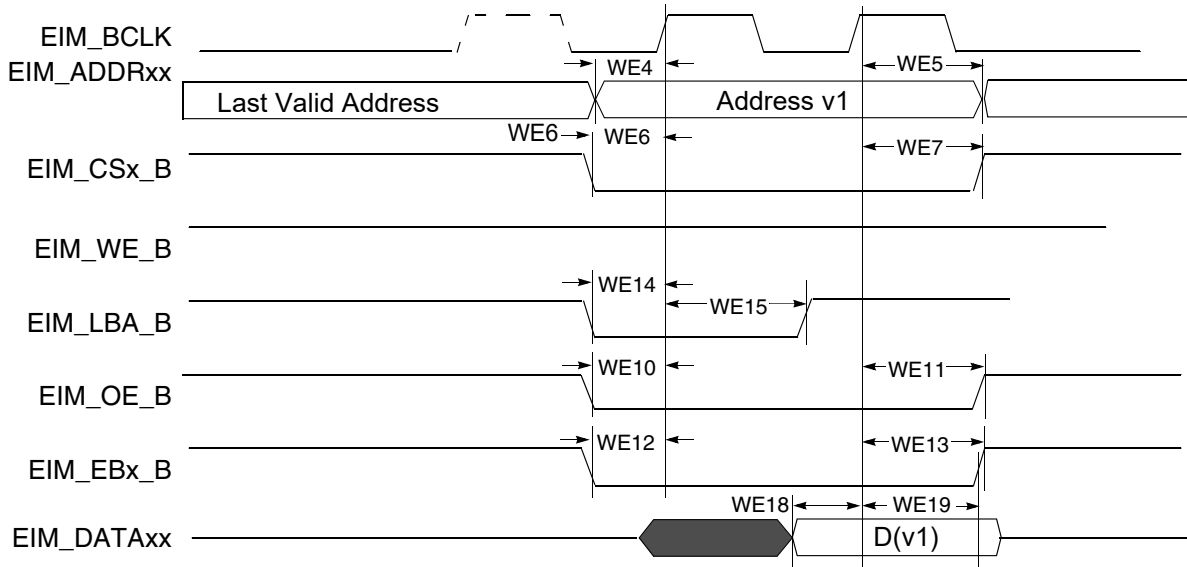 EIM_BCLK
EIM_ADDRxx
WE4
WE5
Last Valid Address
Address v1
WE6
WE6
WE7
EIM_CSx_B
EIM_WE_B
WE14
WE15
EIM_LBA_B
WE10
WE11
EIM_OE_B
WE12
WE13
EIM_EBx_B
WE18
WE19
EIM_DATAxx
D(v1)